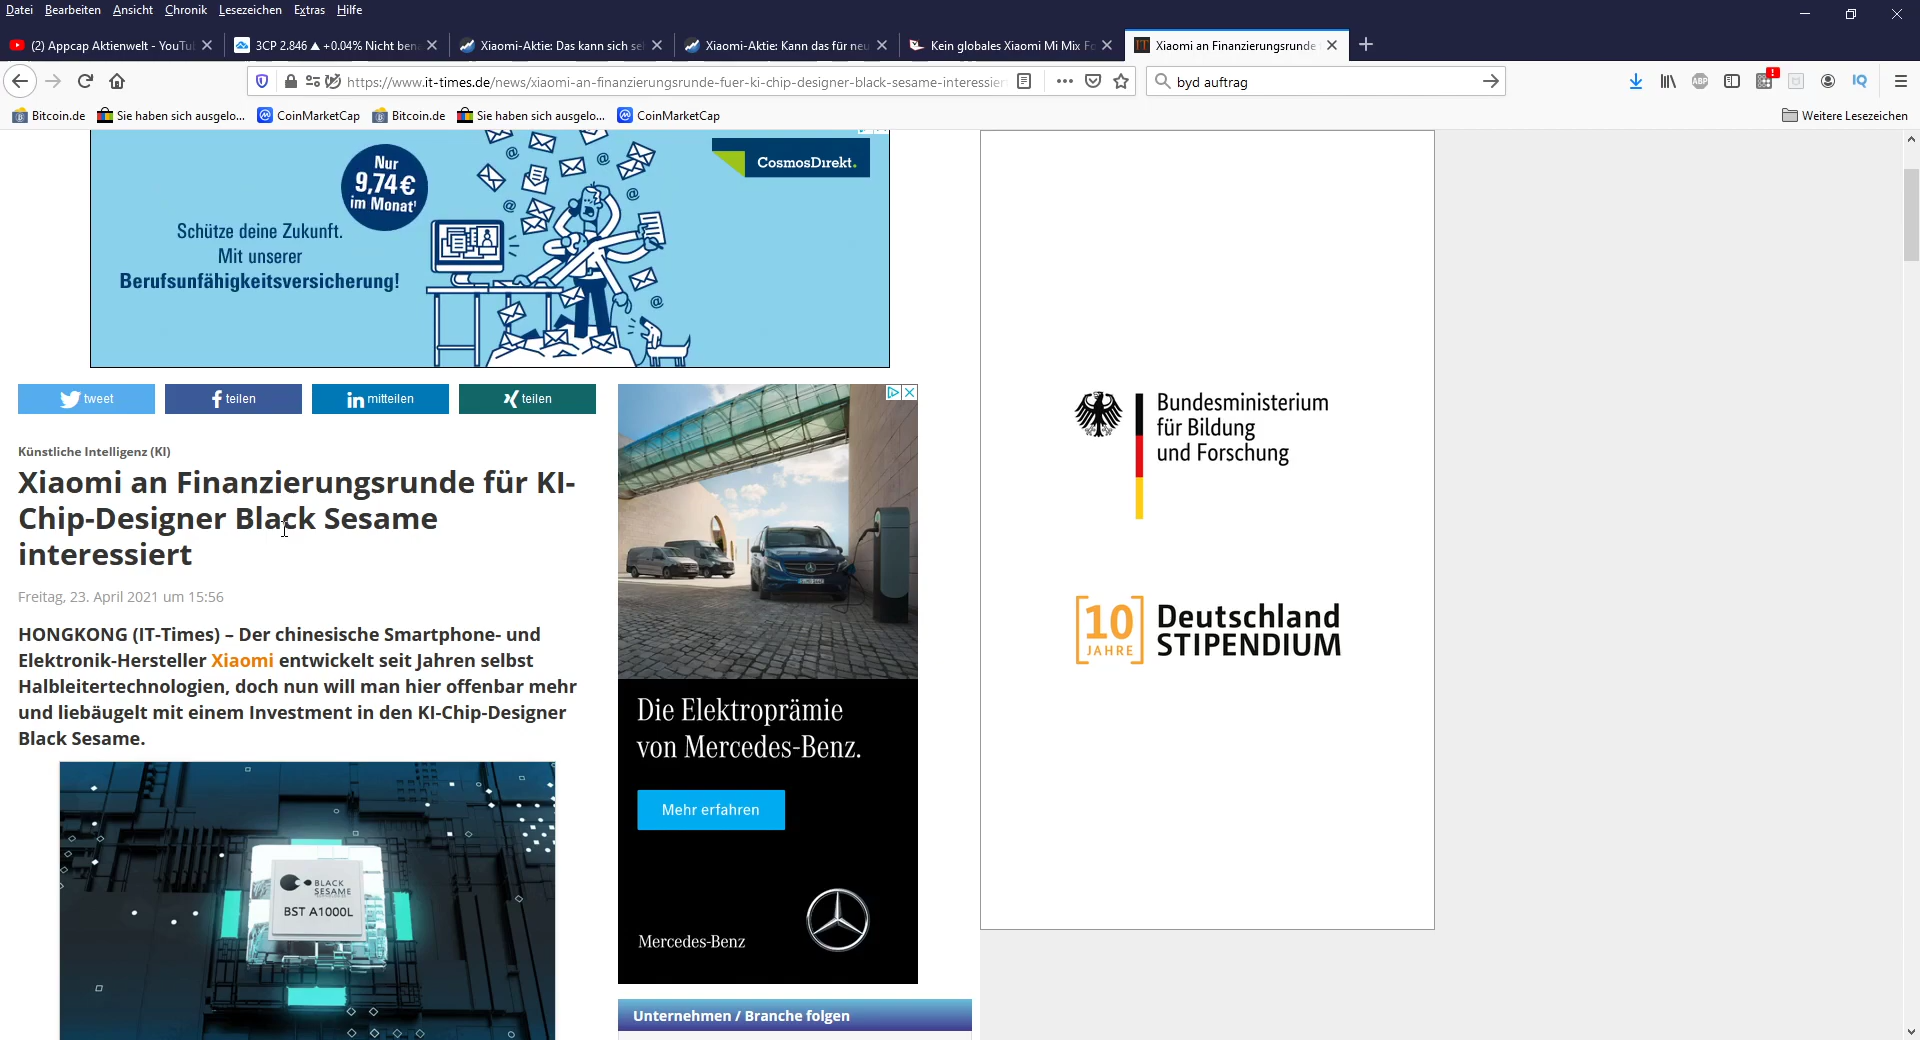 Datei Bearbeiten Ansicht Chronik Lesezeichen Extras Hilfe
(2) Appcap Aktienwelt - YouTu
3CP 2.846 ▲ +0.04% Nicht ben
Xiaomi-Aktie: Das kann sich se
Xiaomi-Aktie: Kann das für neu
Kein globales Xiaomi Mi Mix Fo
Xiaomi an Finanzierungsrunde
https://www.it-times.de/news/xiaomi-an-finanzierungsrunde-fuer-ki-chip-designer-black-sesame-interessier
byd auftrag
ABP
IQ
Bitcoin.de
Sie haben sich ausgelo...
CoinMarketCap
Bitcoin.de
Sie haben sich ausgelo...
CoinMarketCap
Weitere Lesezeichen
Nur
9,74€
im Monat¹
CosmosDirekt.
Schütze deine Zukunft.
Mit unserer
Berufsunfähigkeitsversicherung!
tweet
teilen
mitteilen
teilen
Künstliche Intelligenz (KI)
Xiaomi an Finanzierungsrunde für KI-
Chip-Designer Black Sesame
interessiert
Freitag, 23. April 2021 um 15:56
HONGKONG (IT-Times) – Der chinesische Smartphone- und
Elektronik-Hersteller Xiaomi entwickelt seit Jahren selbst
Halbleitertechnologien, doch nun will man hier offenbar mehr
und liebäugelt mit einem Investment in den KI-Chip-Designer
Black Sesame.
BLACK
SESAME
BST A1000L
Die Elektroprämie
von Mercedes-Benz.
Mehr erfahren
Mercedes-Benz
Unternehmen / Branche folgen
Bundesministerium
für Bildung
und Forschung
10
JAHRE
Deutschland
STIPENDIUM